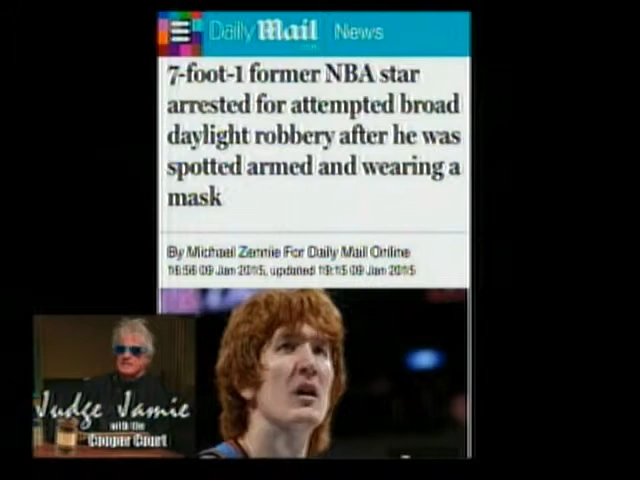 Daily Mail News
7-foot-1 former NBA star
arrested for attempted broad
daylight robbery after he was
spotted armed and wearing a
mask
By Michael Zennie For Daily Mail Online
16:56 09 Jan 2015, updated 19:15 09 Jan 2015
Judge Jamie
with the
Cooper Court